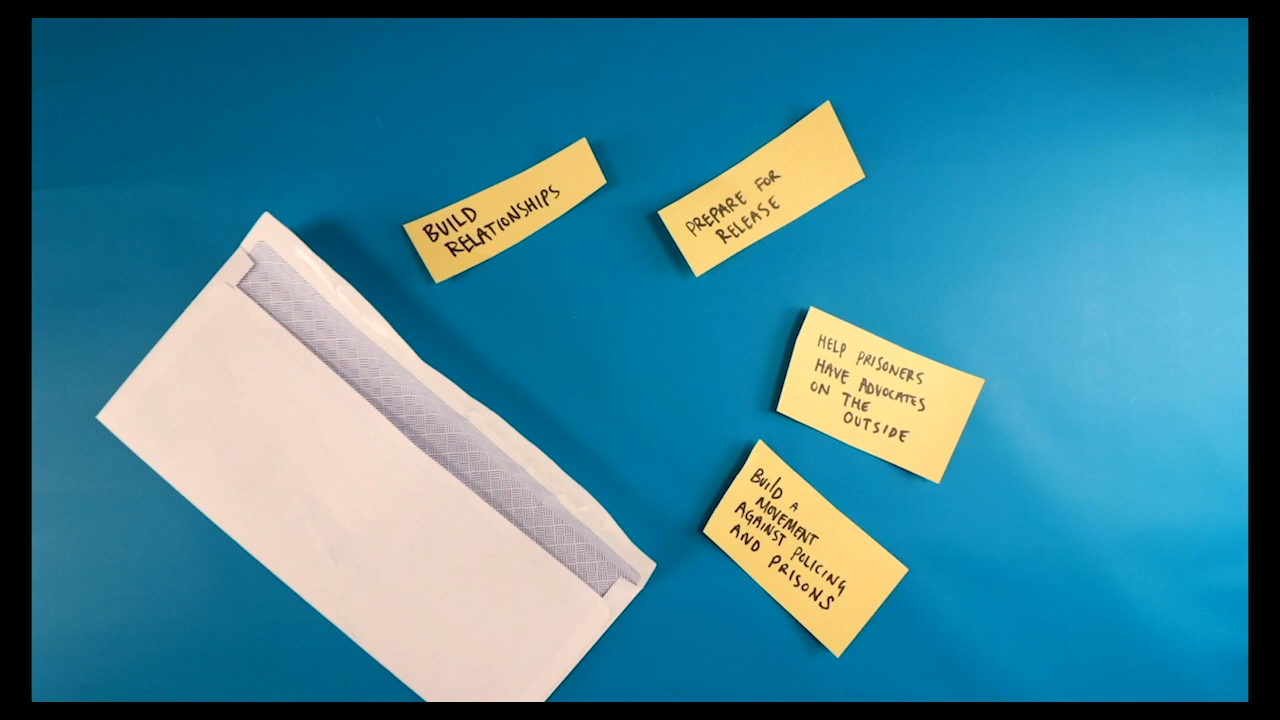 BUILD
RELATIONSHIPS
PREPARE FOR
RELEASE
HELP PRISONERS
HAVE ADVOCATES
ON THE
OUTSIDE
BUilD A
MOVEMENT
AGAINST POLICING
AND PRISONS